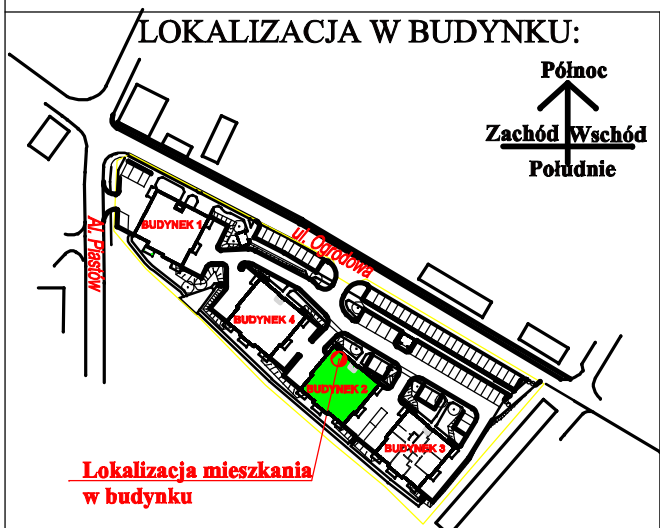 LOKALIZACJA W BUDYNKU:
Północ
Zachód Wschód
Południe
BUDYNEK 1
ul. Ogrodowa
Al. Piastów
BUDYNEK 4
BUDYNEK 2
BUDYNEK 3
Lokalizacja mieszkania
w budynku